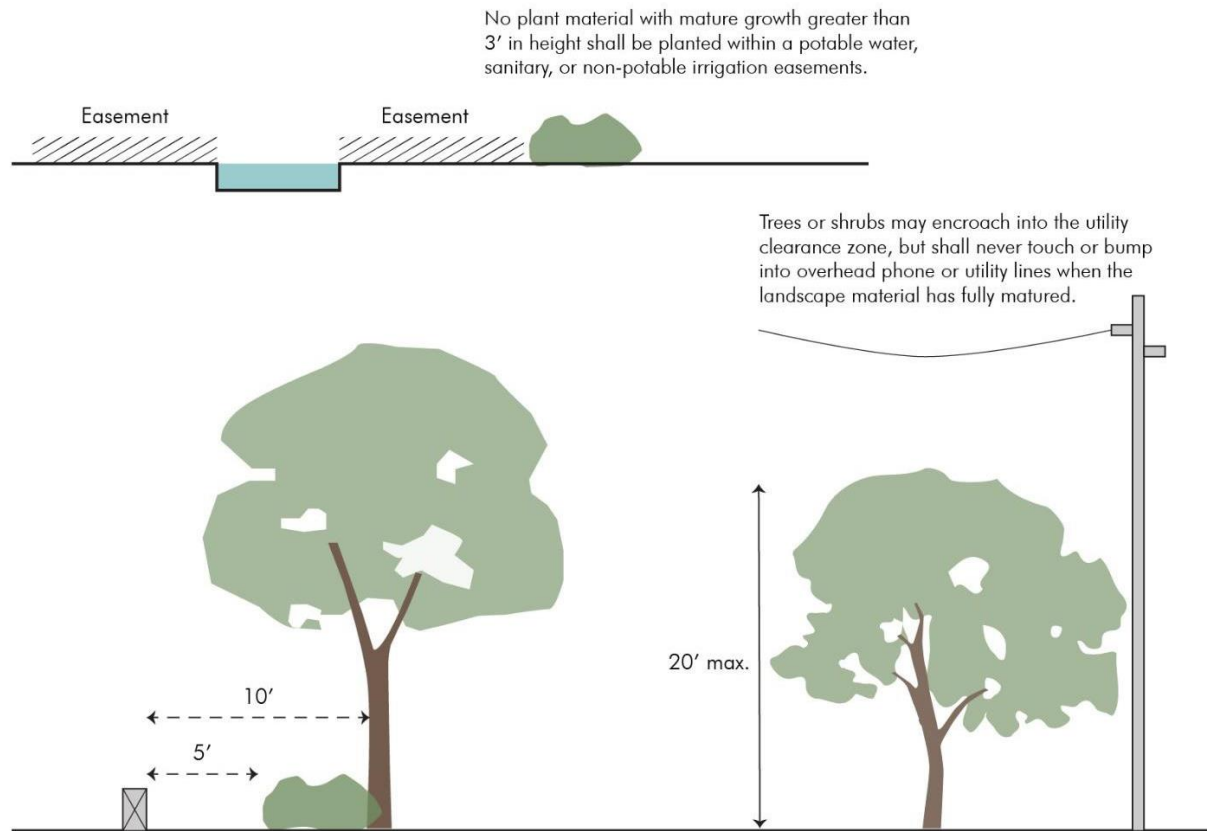 No plant material with mature growth greater than
3′ in height shall be planted within a potable water,
sanitary, or non-potable irrigation easements.
Easement
Easement
Trees or shrubs may encroach into the utility
clearance zone, but shall never touch or bump
into overhead phone or utility lines when the
landscape material has fully matured.
20′ max.
10′
5′